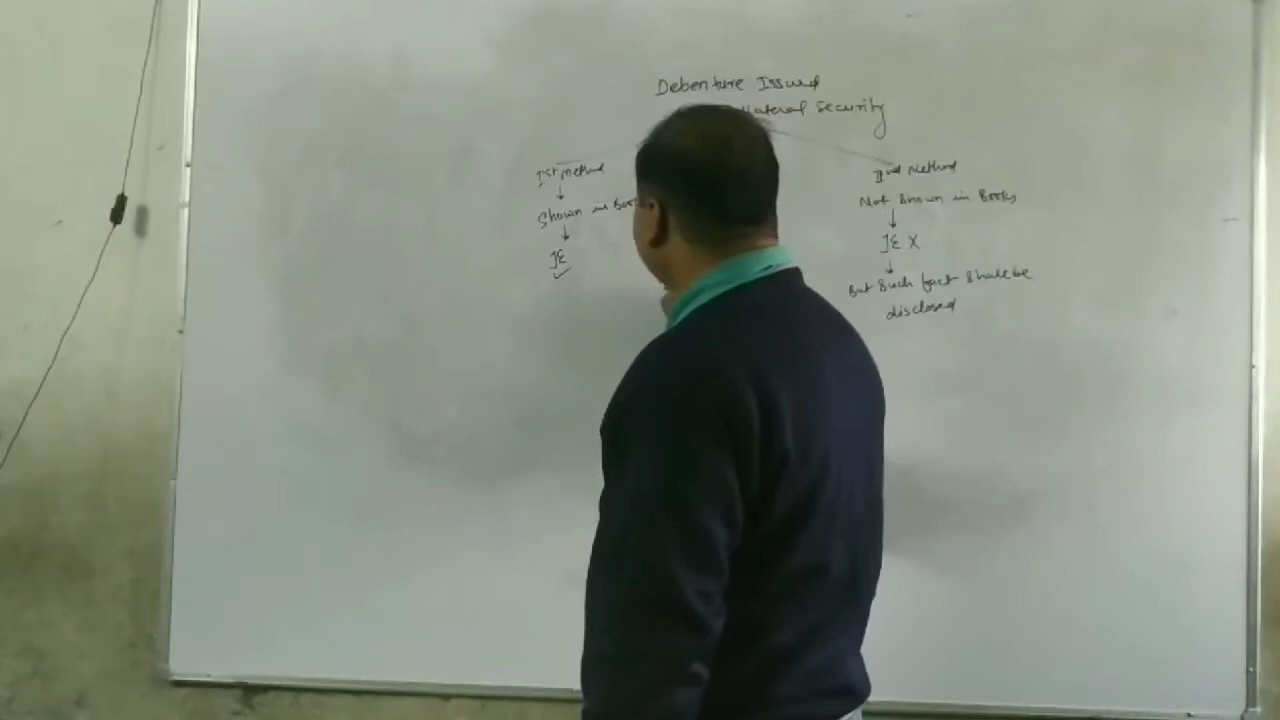 Debenture Issued
Security
Ist Method
IInd Method
Shown in
Not Shown in Books
JE
JE X
But Such fact Shall be
disclosed